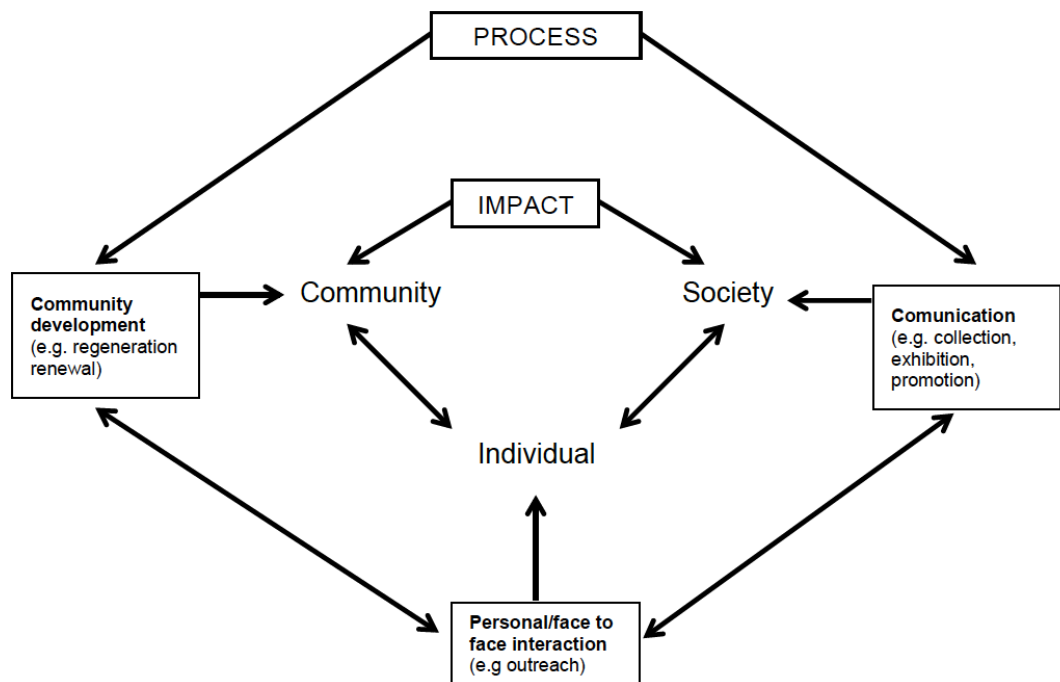 PROCESS
IMPACT
Community
Society
Community
development
(e.g. regeneration
renewal)
Comunication
(e.g. collection,
exhibition,
promotion)
Individual
Personal/face to
face interaction
(e.g outreach)